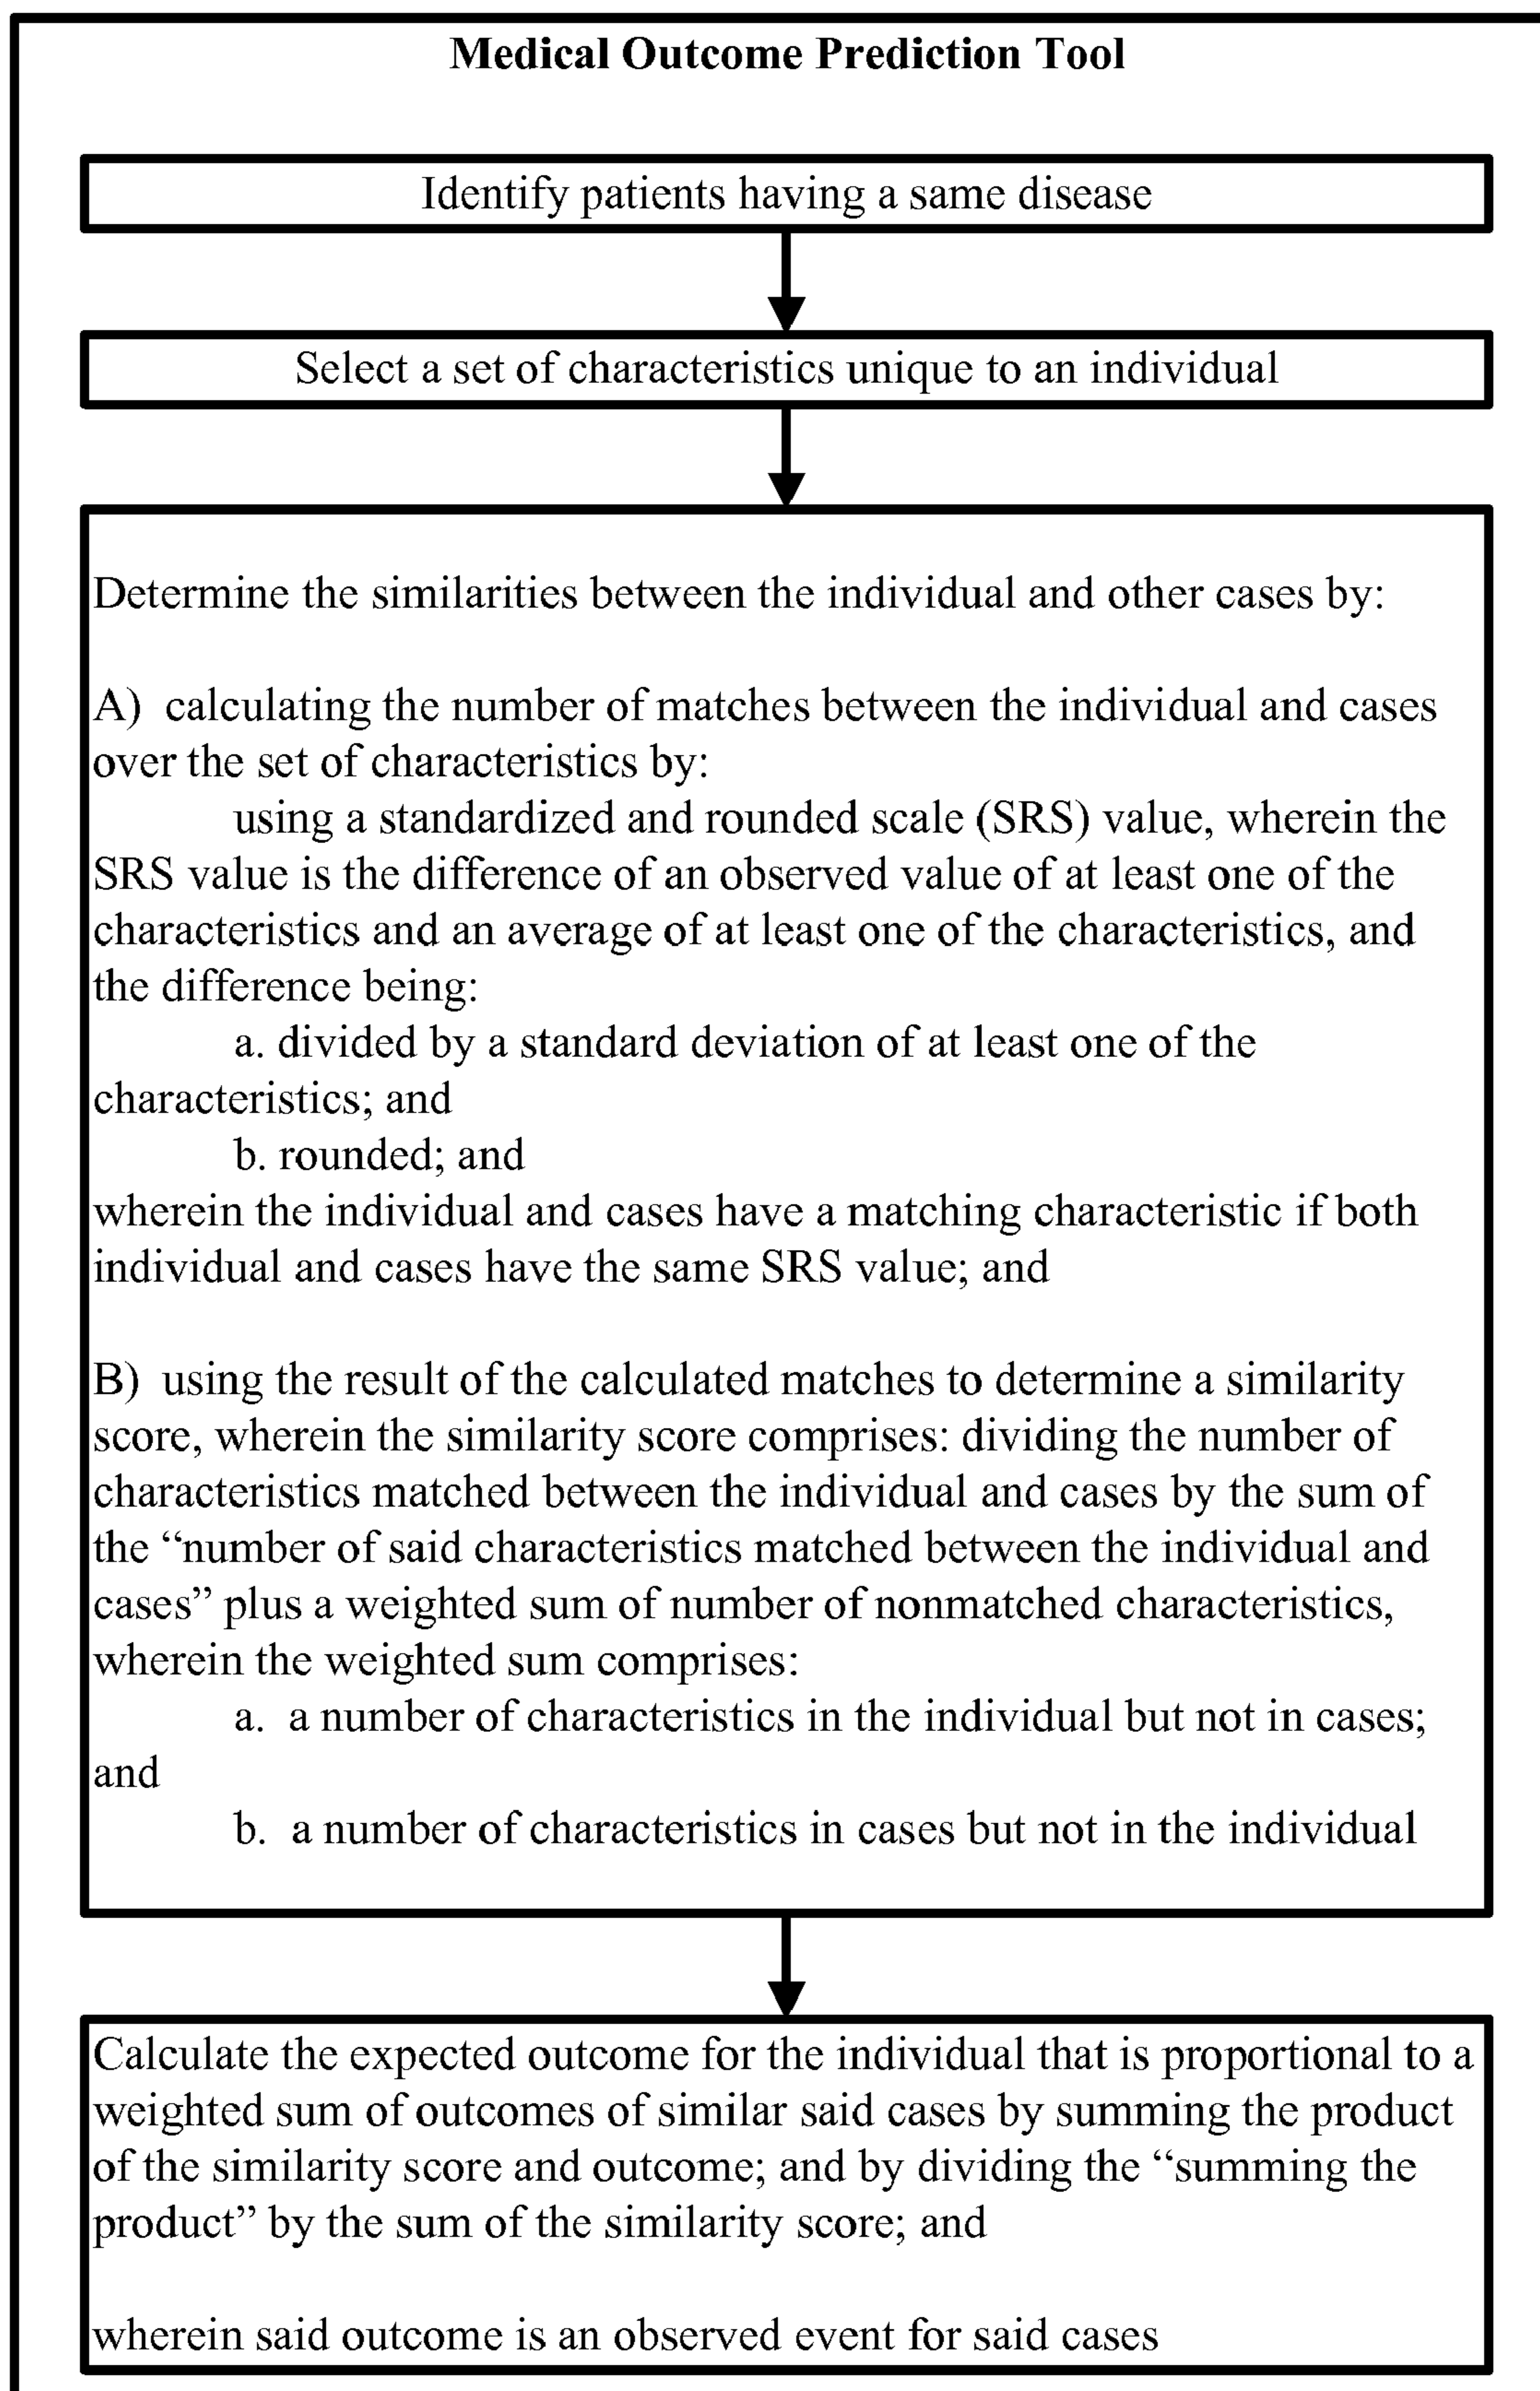 Medical Outcome Prediction Tool
Identify patients having a same disease
Select a set of characteristics unique to an individual
Determine the similarities between the individual and other cases by:
A) calculating the number of matches between the individual and cases
over the set of characteristics by:
using a standardized and rounded scale (SRS) value, wherein the
SRS value is the difference of an observed value of at least one of the
characteristics and an average of at least one of the characteristics, and
the difference being:
a. divided by a standard deviation of at least one of the
characteristics; and
b. rounded; and
wherein the individual and cases have a matching characteristic if both
individual and cases have the same SRS value; and
B) using the result of the calculated matches to determine a similarity
score, wherein the similarity score comprises: dividing the number of
characteristics matched between the individual and cases by the sum of
the “number of said characteristics matched between the individual and
cases” plus a weighted sum of number of nonmatched characteristics,
wherein the weighted sum comprises:
a. a number of characteristics in the individual but not in cases;
and
b. a number of characteristics in cases but not in the individual
Calculate the expected outcome for the individual that is proportional to a
weighted sum of outcomes of similar said cases by summing the product
of the similarity score and outcome; and by dividing the “summing the
product” by the sum of the similarity score; and
wherein said outcome is an observed event for said cases